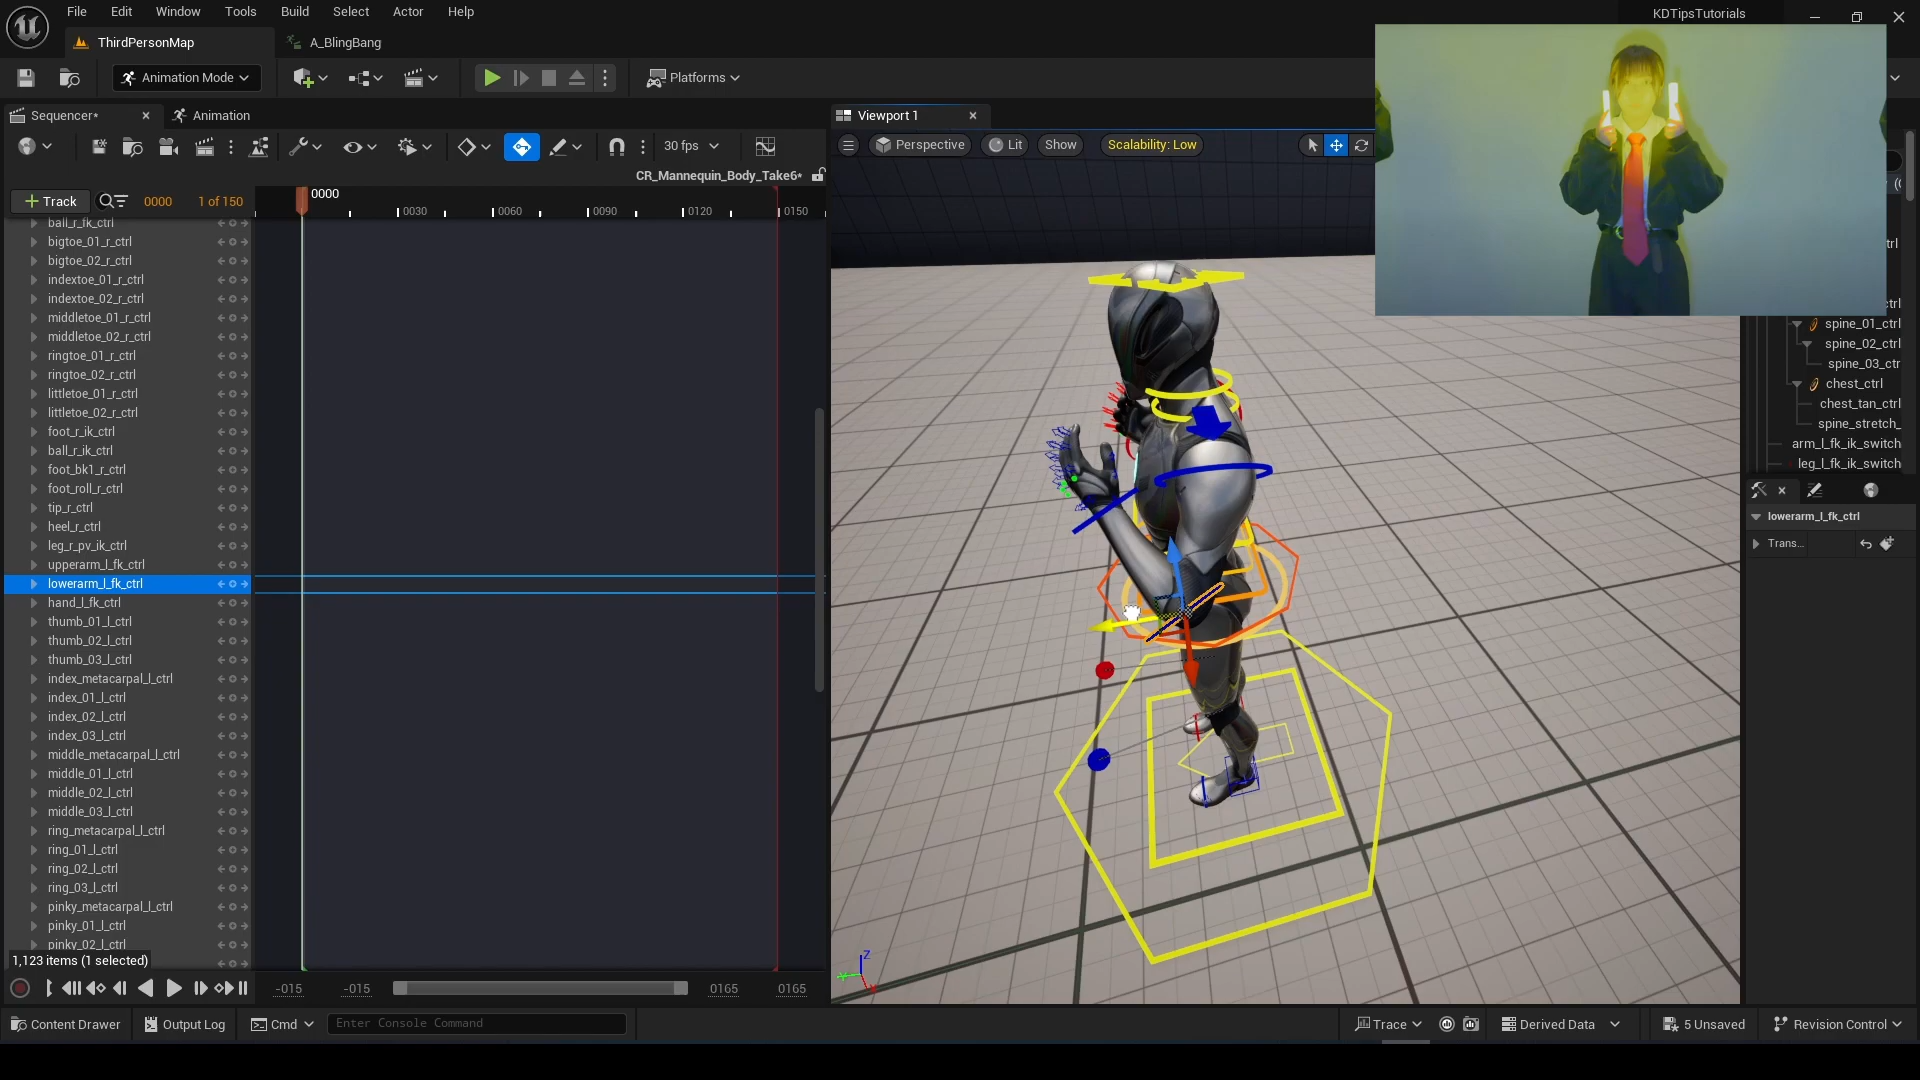 File Edit Window Tools Build Select Actor Help
KDTipsTutorials
ThirdPersonMap
A_BlingBang
Animation Mode
Platforms
Sequencer*
Animation
Viewport 1
30 fps
Perspective
Lit
Show
Scalability: Low
CR_Mannequin_Body_Take6*
Track
0000
1 of 150
0000
0030
0060
0090
0120
0150
ball_r_fk_ctrl
bigtoe_01_r_ctrl
bigtoe_02_r_ctrl
indextoe_01_r_ctrl
indextoe_02_r_ctrl
middletoe_01_r_ctrl
middletoe_02_r_ctrl
ringtoe_01_r_ctrl
ringtoe_02_r_ctrl
littletoe_01_r_ctrl
littletoe_02_r_ctrl
foot_r_ik_ctrl
ball_r_ik_ctrl
foot_bk1_r_ctrl
foot_roll_r_ctrl
tip_r_ctrl
heel_r_ctrl
leg_r_pv_ik_ctrl
upperarm_l_fk_ctrl
lowerarm_l_fk_ctrl
hand_l_fk_ctrl
thumb_01_l_ctrl
thumb_02_l_ctrl
thumb_03_l_ctrl
index_metacarpal_l_ctrl
index_01_l_ctrl
index_02_l_ctrl
index_03_l_ctrl
middle_metacarpal_l_ctrl
middle_01_l_ctrl
middle_02_l_ctrl
middle_03_l_ctrl
ring_metacarpal_l_ctrl
ring_01_l_ctrl
ring_02_l_ctrl
ring_03_l_ctrl
pinky_metacarpal_l_ctrl
pinky_01_l_ctrl
pinky_02_l_ctrl
1,123 items (1 selected)
-015
-015
0165
0165
Z
Y
X
trl
ctrl
spine_01_ctrl
spine_02_ctrl
spine_03_ctr
chest_ctrl
chest_tan_ctrl
spine_stretch_
arm_l_fk_ik_switch
leg_l_fk_ik_switch
lowerarm_l_fk_ctrl
Trans...
Content Drawer
Output Log
Cmd
Enter Console Command
Trace
Derived Data
5 Unsaved
Revision Control